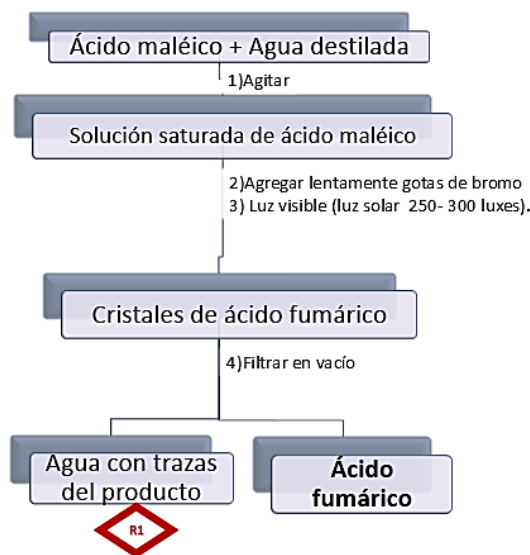 Ácido maléico + Agua destilada
1)Agitar
Solución saturada de ácido maléico
2)Agregar lentamente gotas de bromo
3) Luz visible (luz solar 250- 300 luxes).
Cristales de ácido fumárico
4)Filtrar en vacío
Agua con trazas
del producto
R1
Ácido
fumárico